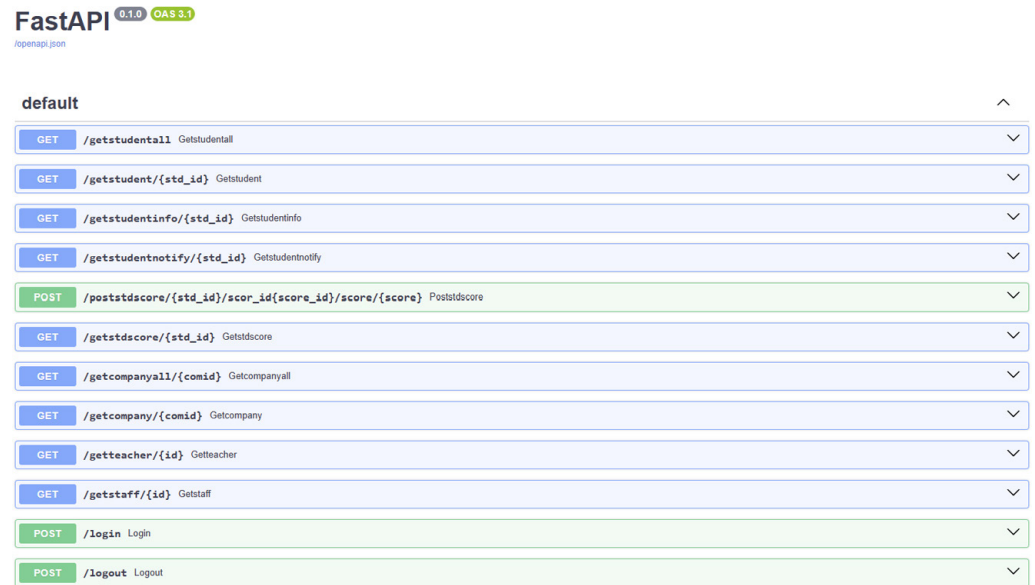 FastAPI 0.1.0 OAS 3.1
/openapi.json
default
GET /getstudentall Getstudentall
GET /getstudent/{std_id} Getstudent
GET /getstudentinfo/{std_id} Getstudentinfo
GET /getstudentnotify/{std_id} Getstudentnotify
POST /poststdscore/{std_id}/scor_id{score_id}/score/{score} Poststdscore
GET /getstdscore/{std_id} Getstdscore
GET /getcompanyall/{comid} Getcompanyall
GET /getcompany/{comid} Getcompany
GET /getteacher/{id} Getteacher
GET /getstaff/{id} Getstaff
POST /login Login
POST /logout Logout